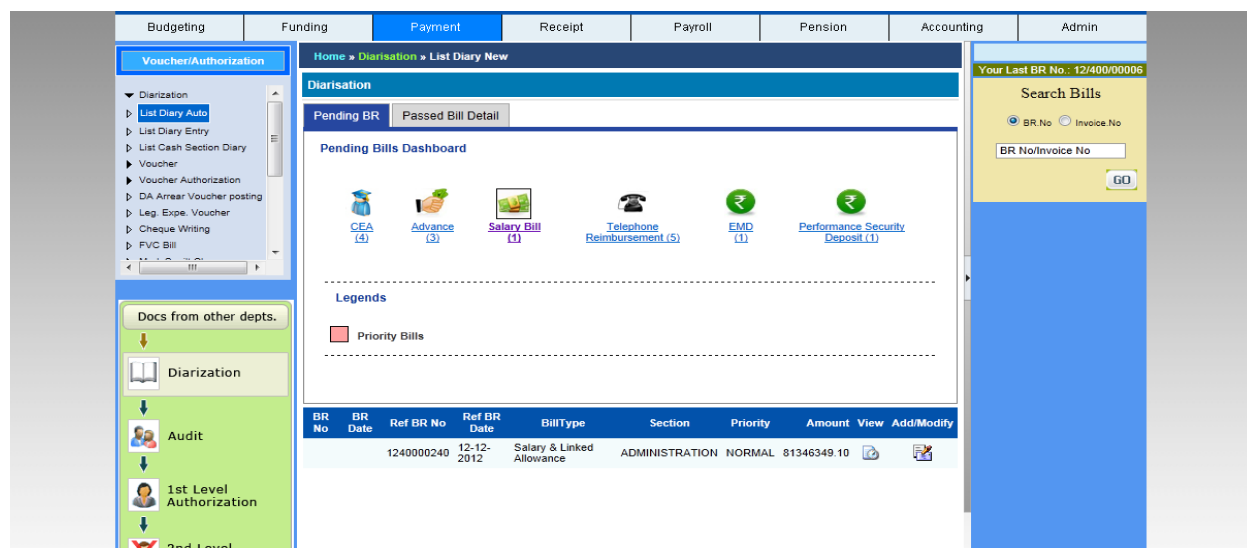 Budgeting Funding Payment Receipt Payroll Pension Accounting Admin
Voucher/Authorization
Diarization
List Diary Auto
List Diary Entry
List Cash Section Diary
Voucher
Voucher Authorization
DA Arrear Voucher posting
Leg. Expe. Voucher
Cheque Writing
FVC Bill
Docs from other depts.
Diarization
Audit
1st Level
Authorization
2nd Level
Home » Diarisation » List Diary New
Diarisation
Pending BR Passed Bill Detail
Pending Bills Dashboard
CEA
(4)
Advance
(3)
Salary Bill
(1)
Telephone
Reimbursement (5)
EMD
(1)
Performance Security
Deposit (1)
Legends
Priority Bills
BR No BR Date Ref BR No Ref BR Date BillType Section Priority Amount View Add/Modify
1240000240 12-12-2012 Salary & Linked Allowance ADMINISTRATION NORMAL 81346349.10
Your Last BR No.: 12/400/00006
Search Bills
BR.No Invoice.No
BR No/Invoice No
GO